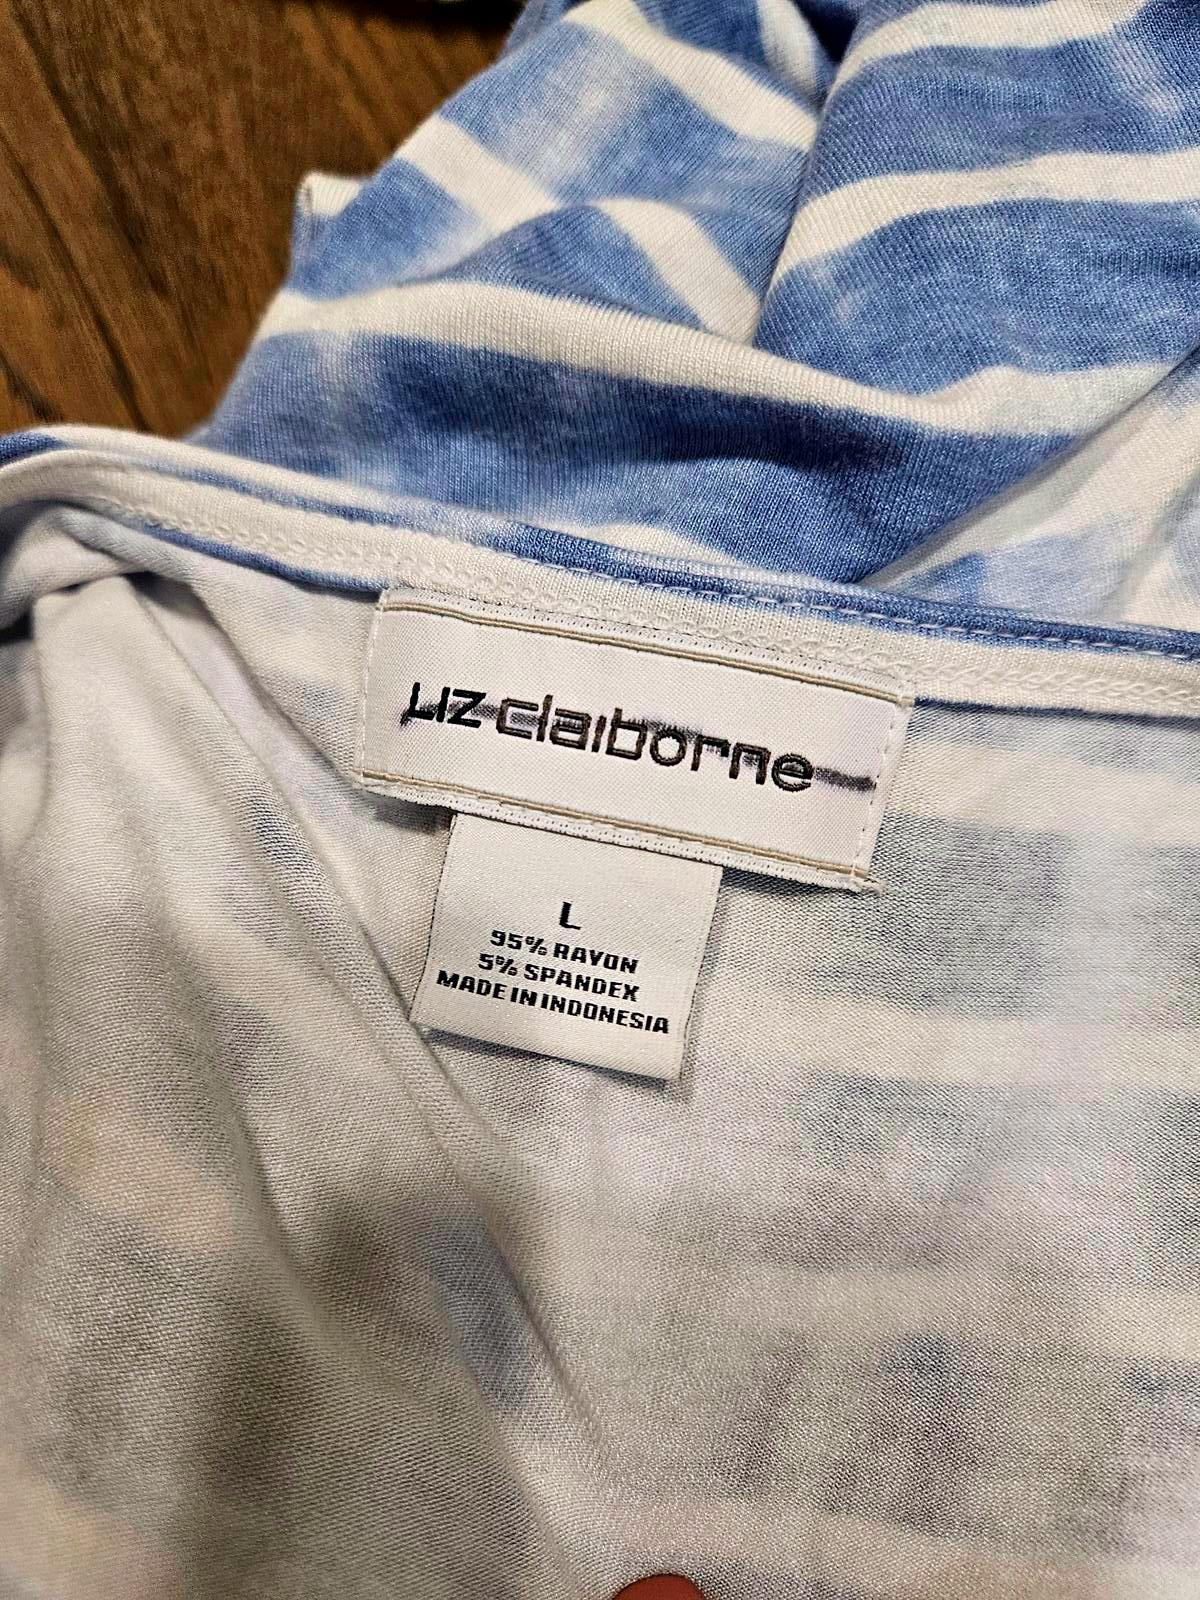 LIZ claiborne
L
95% RAYON
5% SPANDEX
MADE IN INDONESIA